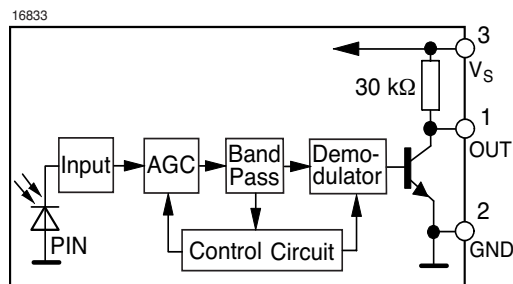 16833
3
V_S
30 kΩ
1
OUT
Input
AGC
Band
Pass
Demo-
dulator
2
PIN
Control Circuit
GND